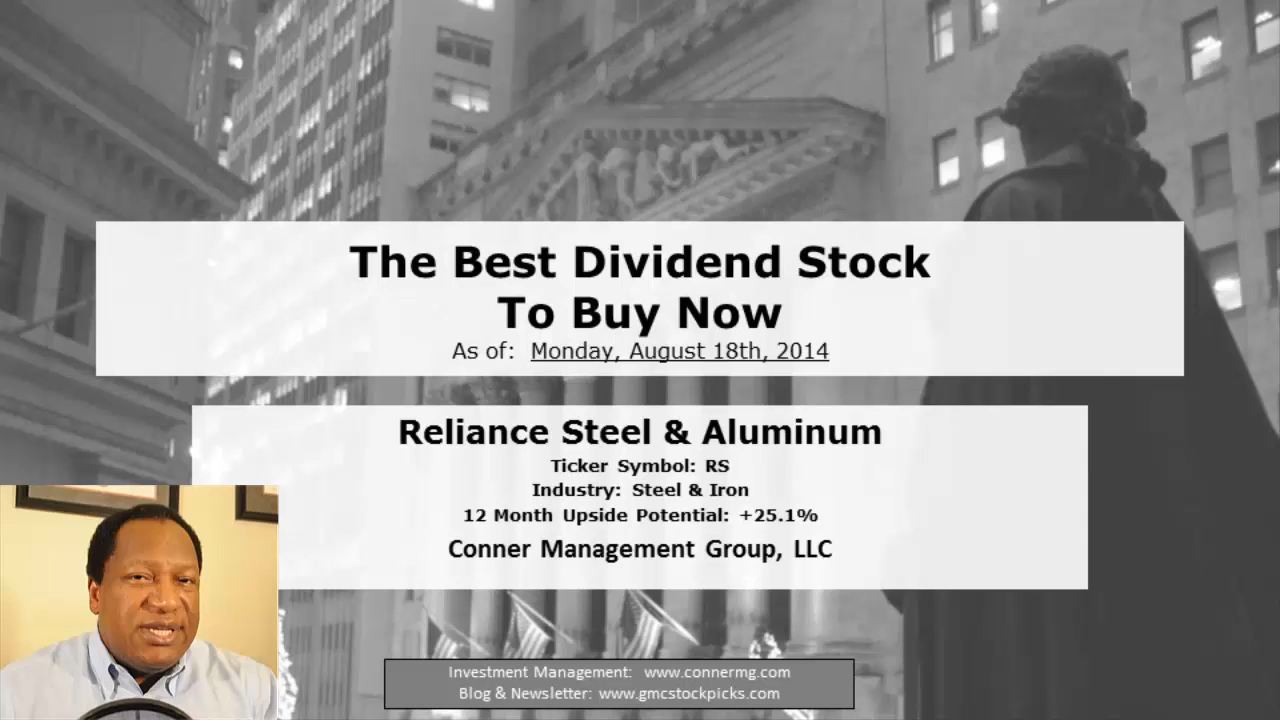 The Best Dividend Stock
To Buy Now
As of: Monday, August 18th, 2014
Reliance Steel & Aluminum
Ticker Symbol: RS
Industry: Steel & Iron
12 Month Upside Potential: +25.1%
Conner Management Group, LLC
Investment Management: www.connermg.com
Blog & Newsletter: www.gmcstockpicks.com